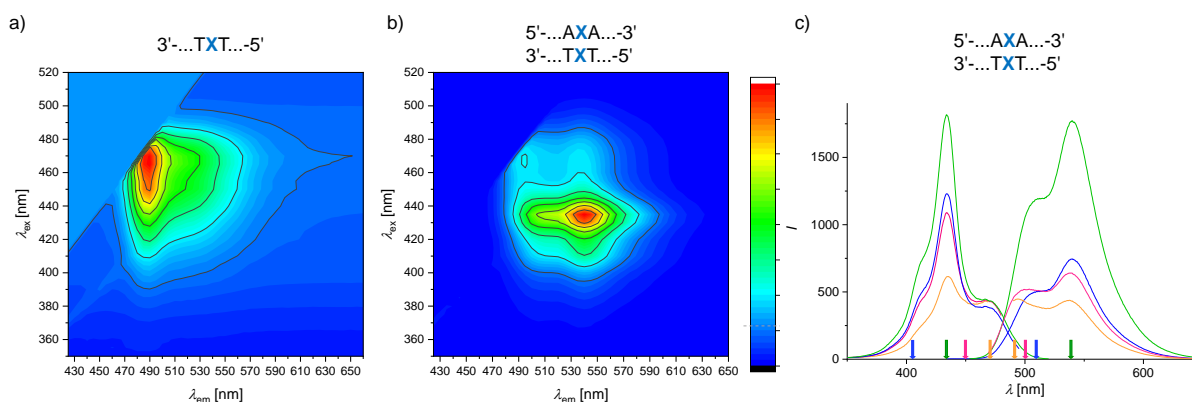 a)
3'-...TXT...-5'
520
500
480
460
440
420
400
380
360
λex [nm]
430 450 470 490 510 530 550 570 590 610 630 650
λem [nm]
b)
5'-...AXA...-3'
3'-...TXT...-5'
520
500
480
460
440
420
400
380
360
λex [nm]
430 450 470 490 510 530 550 570 590 610 630 650
λem [nm]
I
c)
5'-...AXA...-3'
3'-...TXT...-5'
1500
1000
500
0
400 500 600
λ [nm]